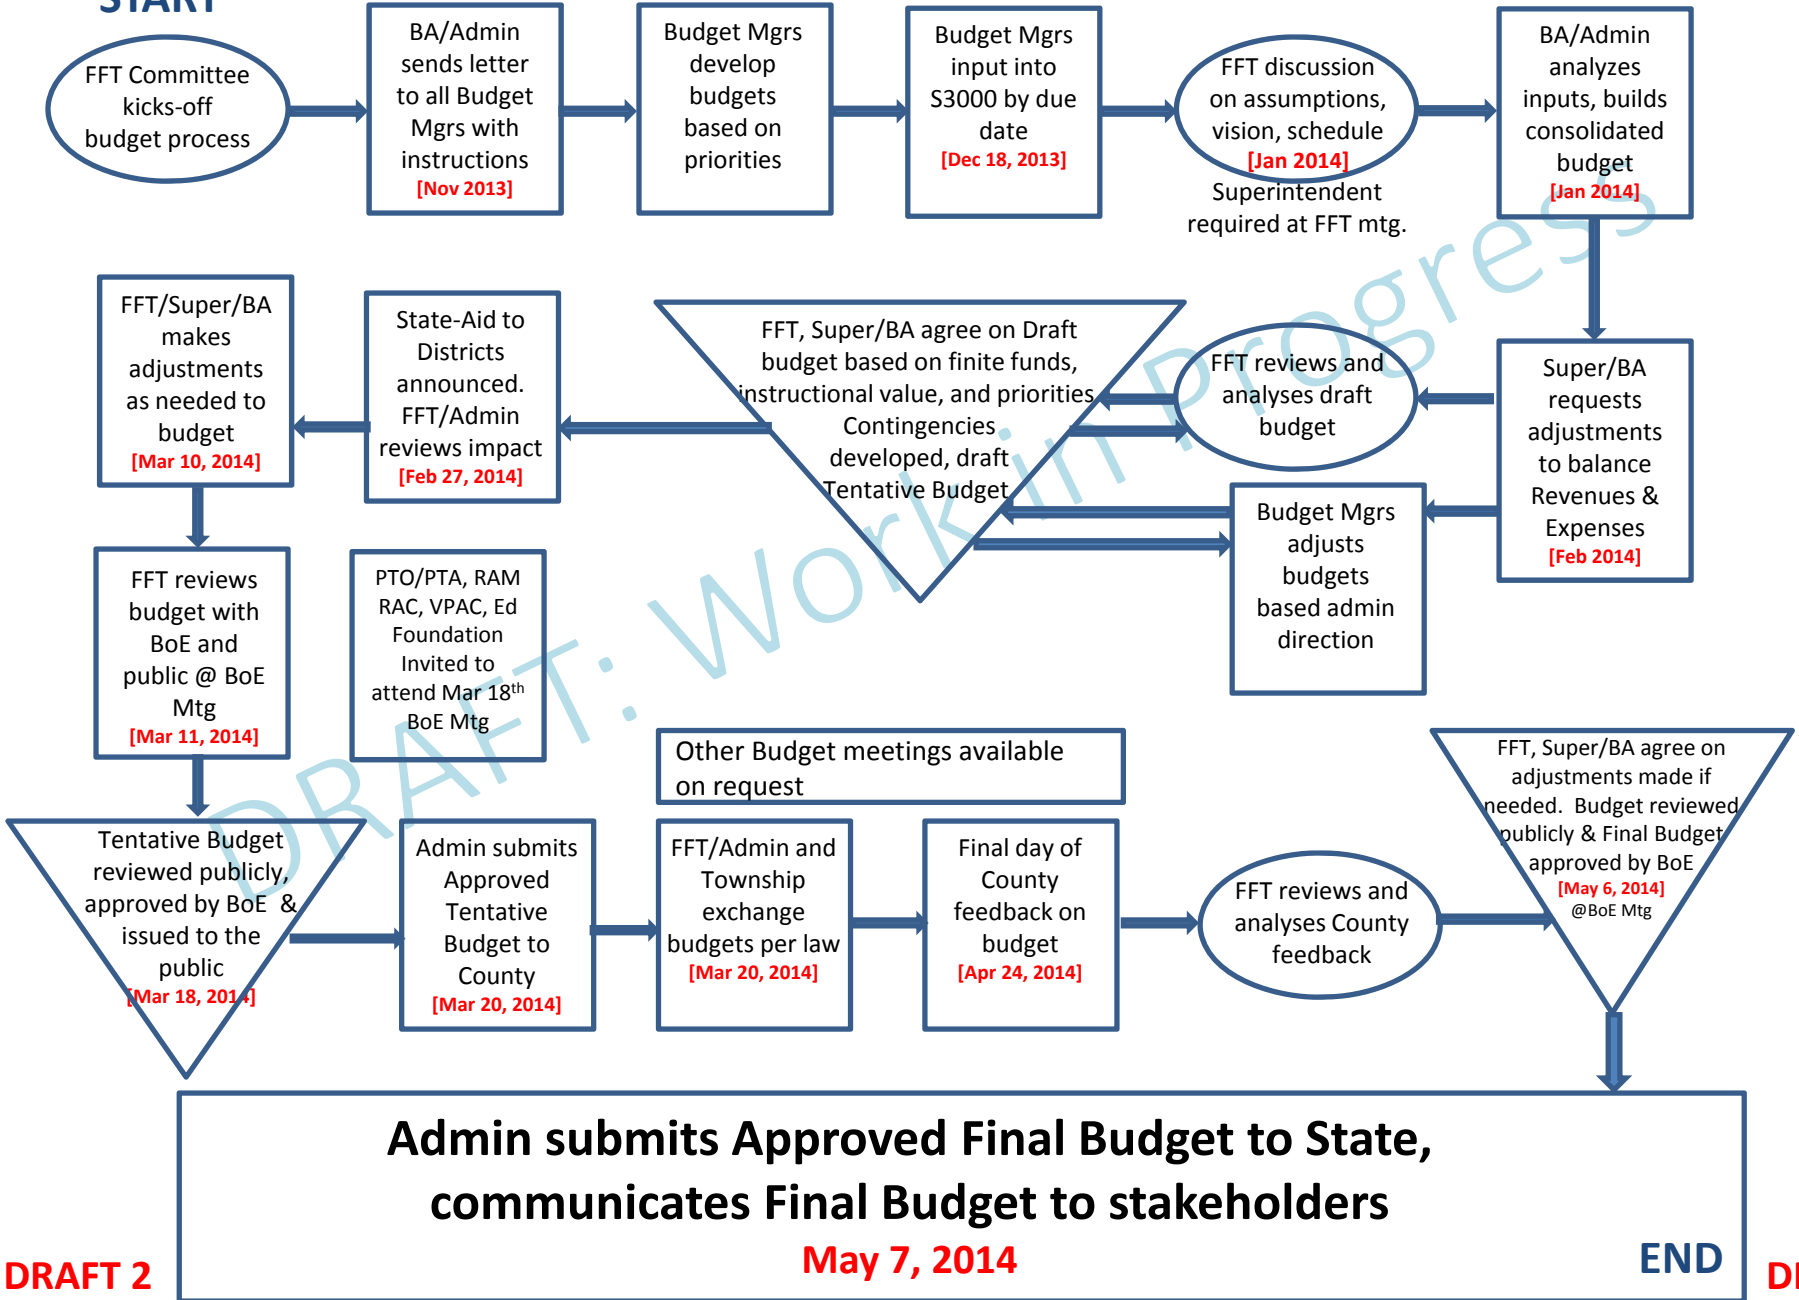 START
FFT Committee
kicks-off
budget process
BA/Admin
sends letter
to all Budget
Mgrs with
instructions
[Nov 2013]
Budget Mgrs
develop
budgets
based on
priorities
Budget Mgrs
input into
S3000 by due
date
[Dec 18, 2013]
FFT discussion
on assumptions,
vision, schedule
[Jan 2014]
Superintendent
required at FFT mtg.
BA/Admin
analyzes
inputs, builds
consolidated
budget
[Jan 2014]
FFT/Super/BA
makes
adjustments
as needed to
budget
[Mar 10, 2014]
State-Aid to
Districts
announced.
FFT/Admin
reviews impact
[Feb 27, 2014]
FFT, Super/BA agree on Draft
budget based on finite funds,
instructional value, and priorities
Contingencies
developed, draft
Tentative Budget
FFT reviews and
analyses draft
budget
Super/BA
requests
adjustments
to balance
Revenues &
Expenses
[Feb 2014]
Budget Mgrs
adjusts
budgets
based admin
direction
FFT reviews
budget with
BoE and
public @ BoE
Mtg
[Mar 11, 2014]
PTO/PTA, RAM
RAC, VPAC, Ed
Foundation
Invited to
attend Mar 18th
BoE Mtg
Other Budget meetings available
on request
FFT, Super/BA agree on
adjustments made if
needed. Budget reviewed
publicly & Final Budget
approved by BoE
[May 6, 2014]
@BoE Mtg
Tentative Budget
reviewed publicly,
approved by BoE &
issued to the
public
[Mar 18, 2014]
Admin submits
Approved
Tentative
Budget to
County
[Mar 20, 2014]
FFT/Admin and
Township
exchange
budgets per law
[Mar 20, 2014]
Final day of
County
feedback on
budget
[Apr 24, 2014]
FFT reviews and
analyses County
feedback
DRAFT: Work in Progress
Admin submits Approved Final Budget to State,
communicates Final Budget to stakeholders
May 7, 2014
END
DRAFT 2